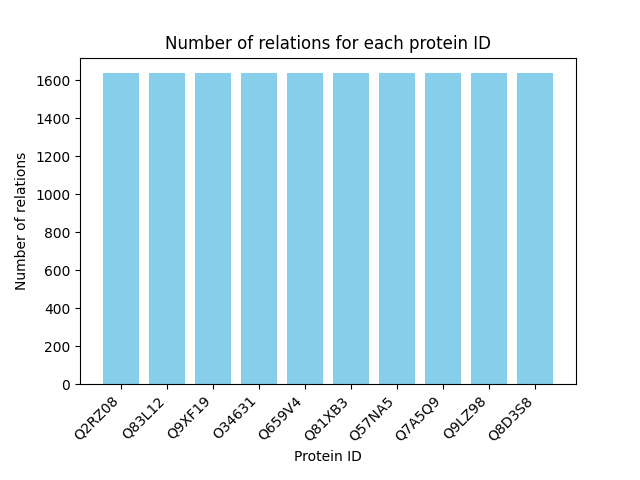 Number of relations for each protein ID
Number of relations
1600
1400
1200
1000
800
600
400
200
0
Q2RZ08
Q83L12
Q9XF19
O34631
Q659V4
Q81XB3
Q57NA5
Q7A5Q9
Q9LZ98
Q8D3S8
Protein ID